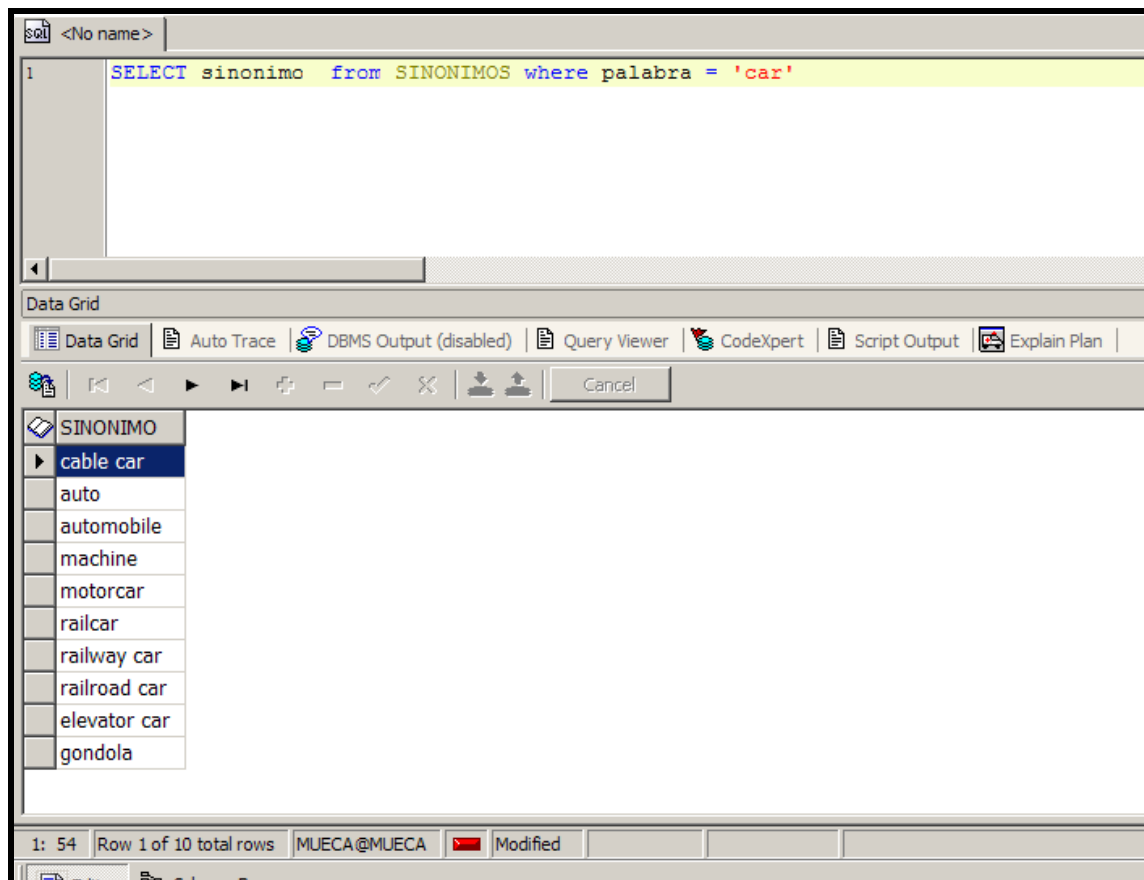 SQL <No name>
1 SELECT sinonimo from SINONIMOS where palabra = 'car'
Data Grid
Data Grid Auto Trace DBMS Output (disabled) Query Viewer CodeXpert Script Output Explain Plan
Cancel
SINONIMO
cable car
auto
automobile
machine
motorcar
railcar
railway car
railroad car
elevator car
gondola
1: 54 Row 1 of 10 total rows MUECA@MUECA Modified